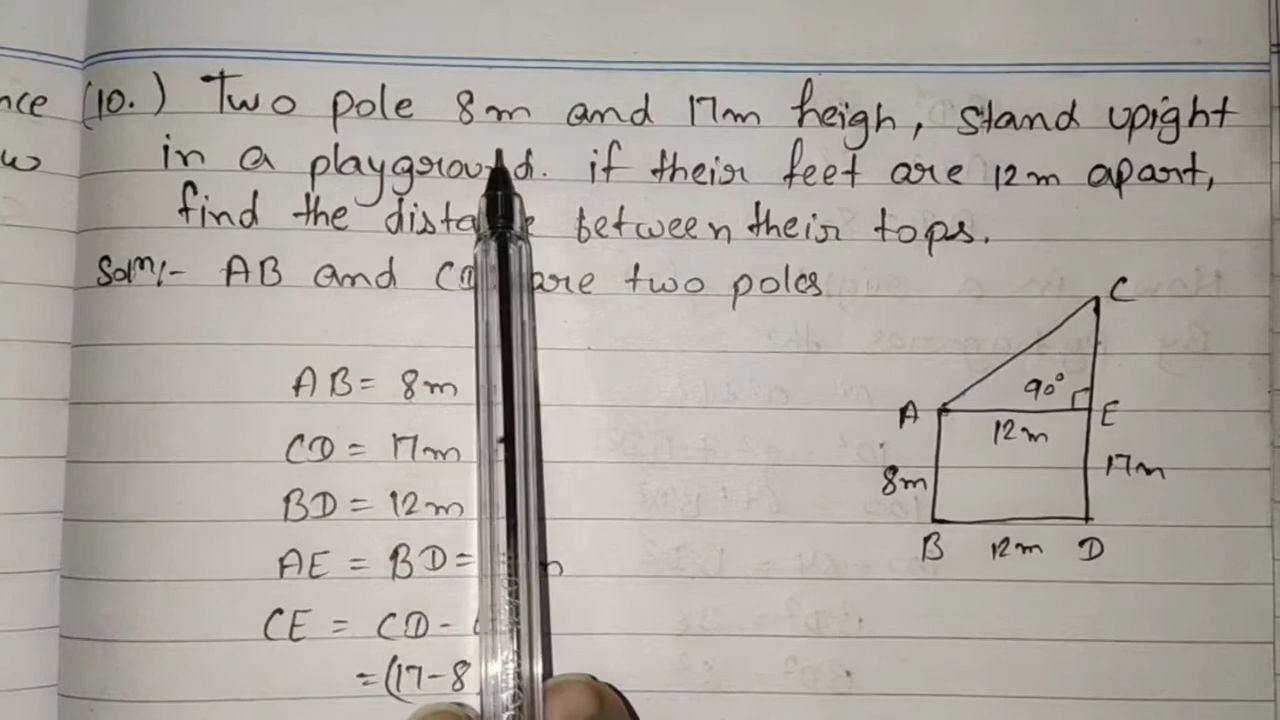 nce (10.) Two pole 8m and 17m heigh, stand upight
w in a playground. if their feet are 12m apart,
find the between their tops.
Solⁿ:- AB and are two poles
AB = 8m
CD = 17m
BD = 12m
AE = BD =
CE = CD -
= (17-8
C
90°
A E
12m
8m 17m
B 12m D